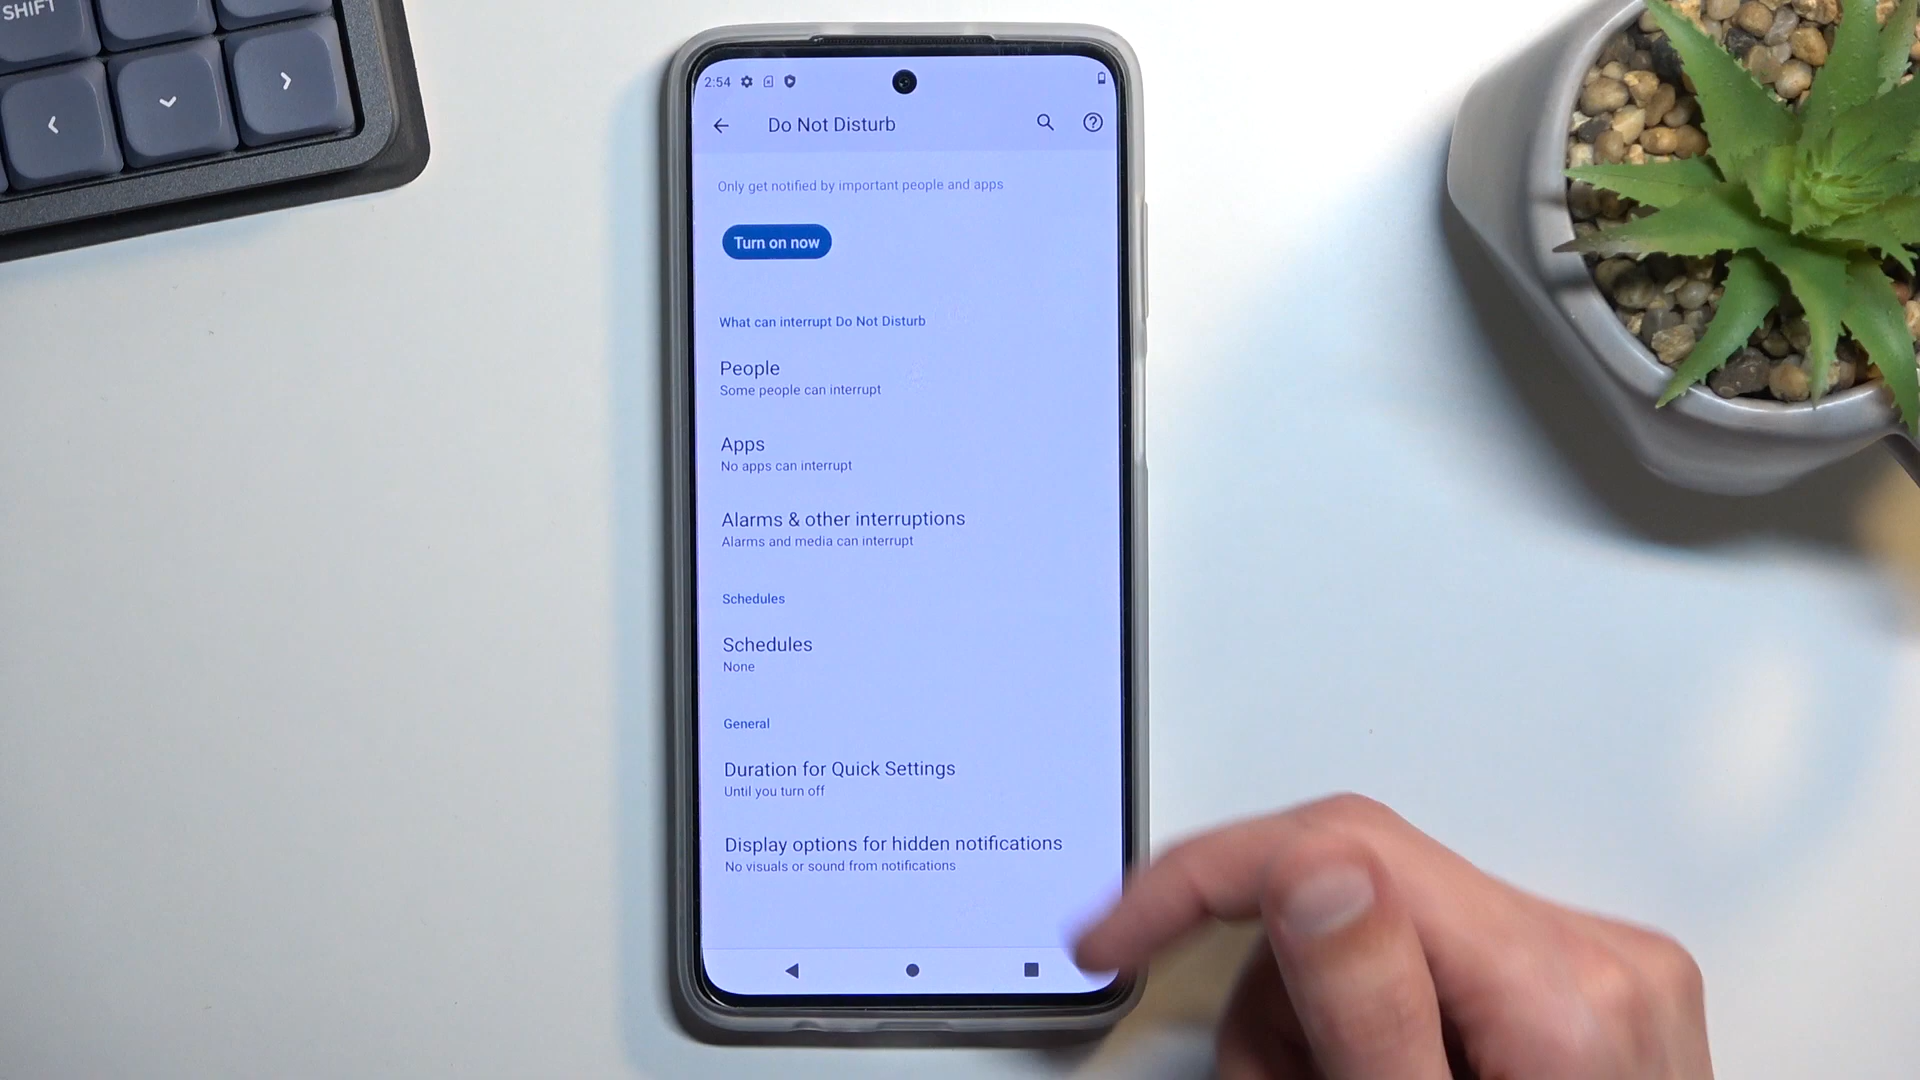 SHIFT
2:54
Do Not Disturb
Only get notified by important people and apps
Turn on now
What can interrupt Do Not Disturb
People
Some people can interrupt
Apps
No apps can interrupt
Alarms & other interruptions
Alarms and media can interrupt
Schedules
Schedules
None
General
Duration for Quick Settings
Until you turn off
Display options for hidden notifications
No visuals or sound from notifications